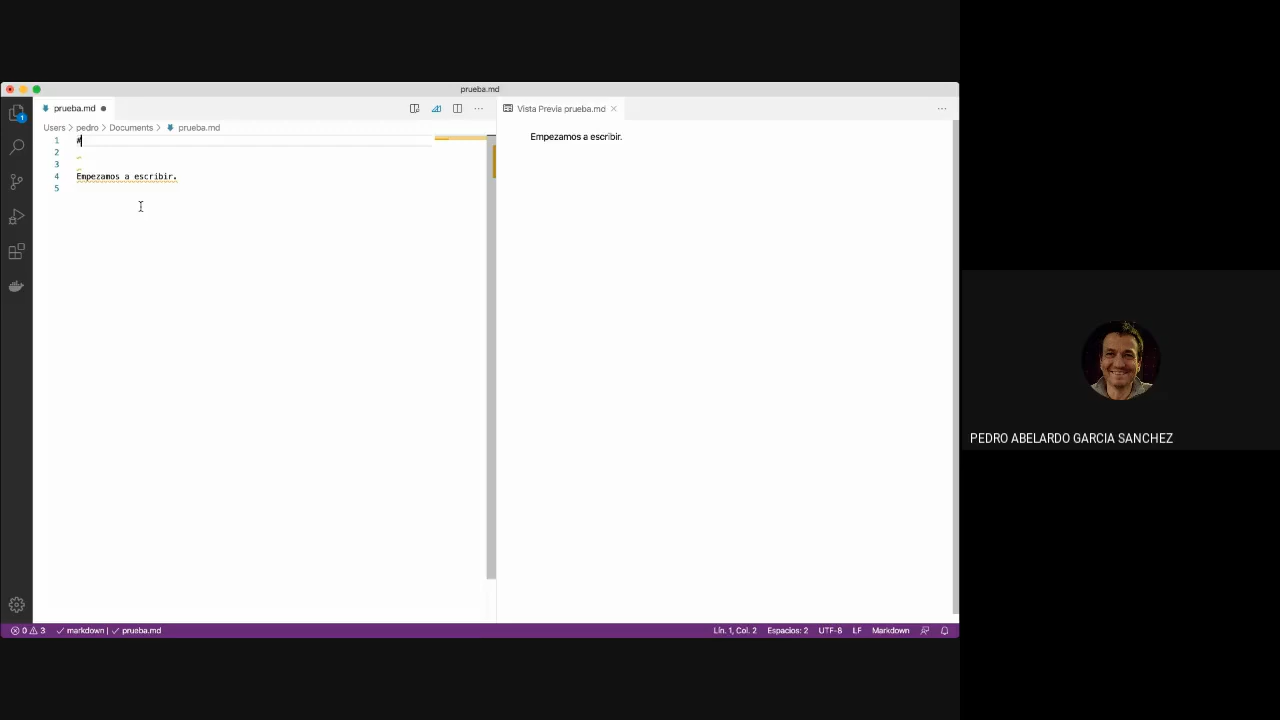 prueba.md
prueba.md
Vista Previa prueba.md
Users > pedro > Documents > prueba.md
1 #
2
3
4 Empezamos a escribir.
5
Empezamos a escribir.
1
PEDRO ABELARDO GARCIA SANCHEZ
0 3 markdown | prueba.md
Lín. 1, Col. 2 Espacios: 2 UTF-8 LF Markdown